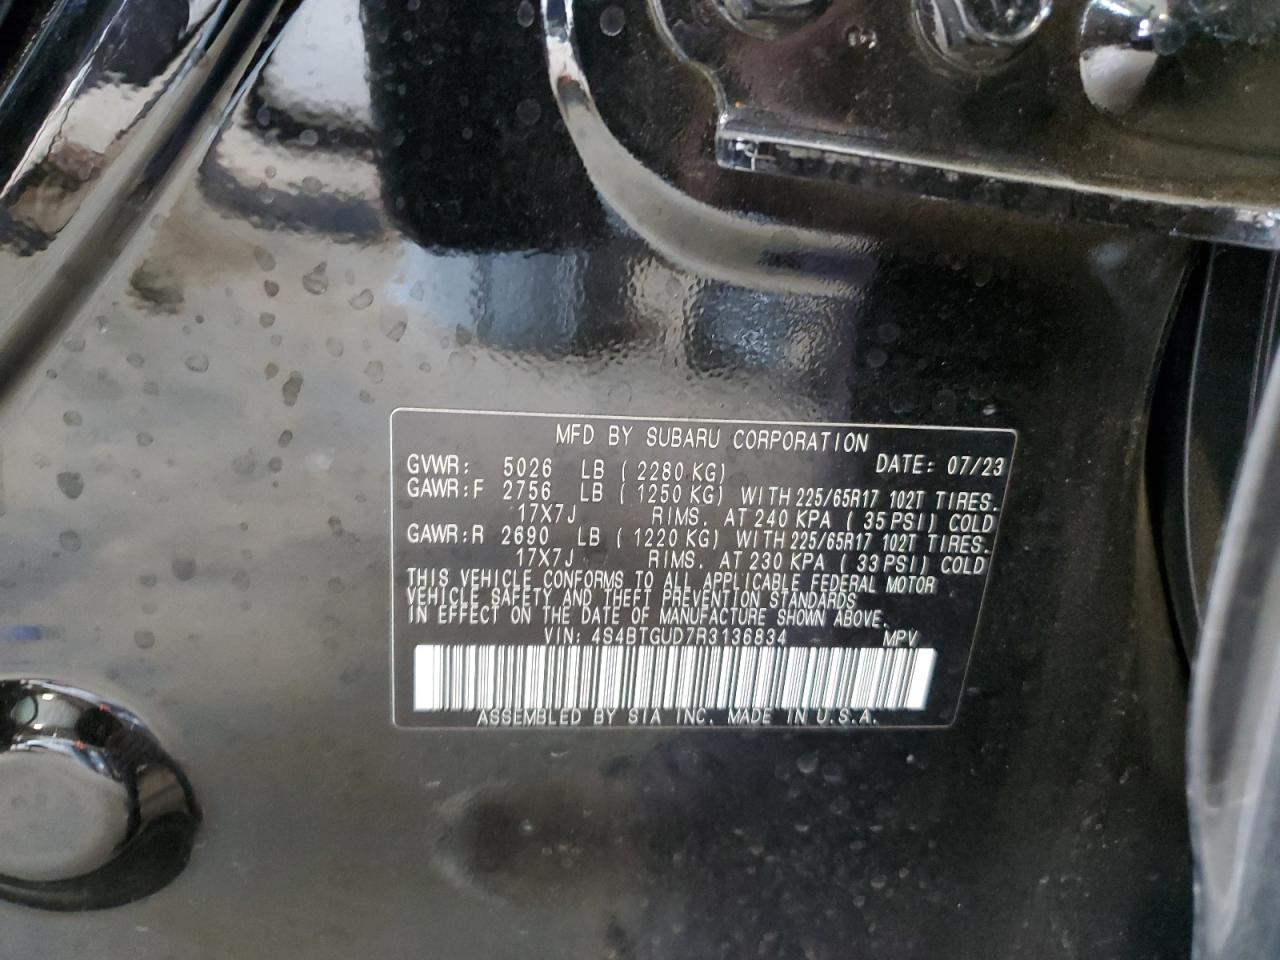 MFD BY SUBARU CORPORATION
GVWR: 5026 LB ( 2280 KG) DATE: 07/23
GAWR:F 2756 LB ( 1250 KG) WITH 225/65R17 102T TIRES.
17X7J RIMS. AT 240 KPA ( 35 PSI) COLD
GAWR:R 2690 LB ( 1220 KG) WITH 225/65R17 102T TIRES.
17X7J RIMS. AT 230 KPA ( 33 PSI) COLD
THIS VEHICLE CONFORMS TO ALL APPLICABLE FEDERAL MOTOR
VEHICLE SAFETY AND THEFT PREVENTION STANDARDS
IN EFFECT ON THE DATE OF MANUFACTURE SHOWN ABOVE.
VIN: 4S4BTGUD7R3136834 MPV
ASSEMBLED BY SIA INC. MADE IN U.S.A.